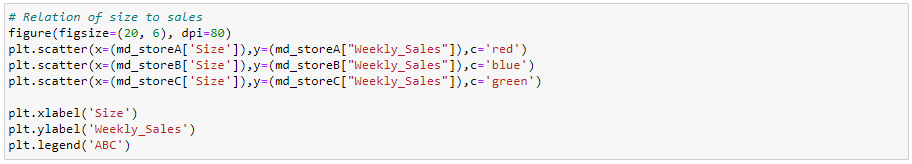 # Relation of size to sales
figure(figsize=(20, 6), dpi=80)
plt.scatter(x=(md_storeA['Size']),y=(md_storeA["Weekly_Sales"]),c='red')
plt.scatter(x=(md_storeB['Size']),y=(md_storeB["Weekly_Sales"]),c='blue')
plt.scatter(x=(md_storeC['Size']),y=(md_storeC["Weekly_Sales"]),c='green')
plt.xlabel('Size')
plt.ylabel('Weekly_Sales')
plt.legend('ABC')